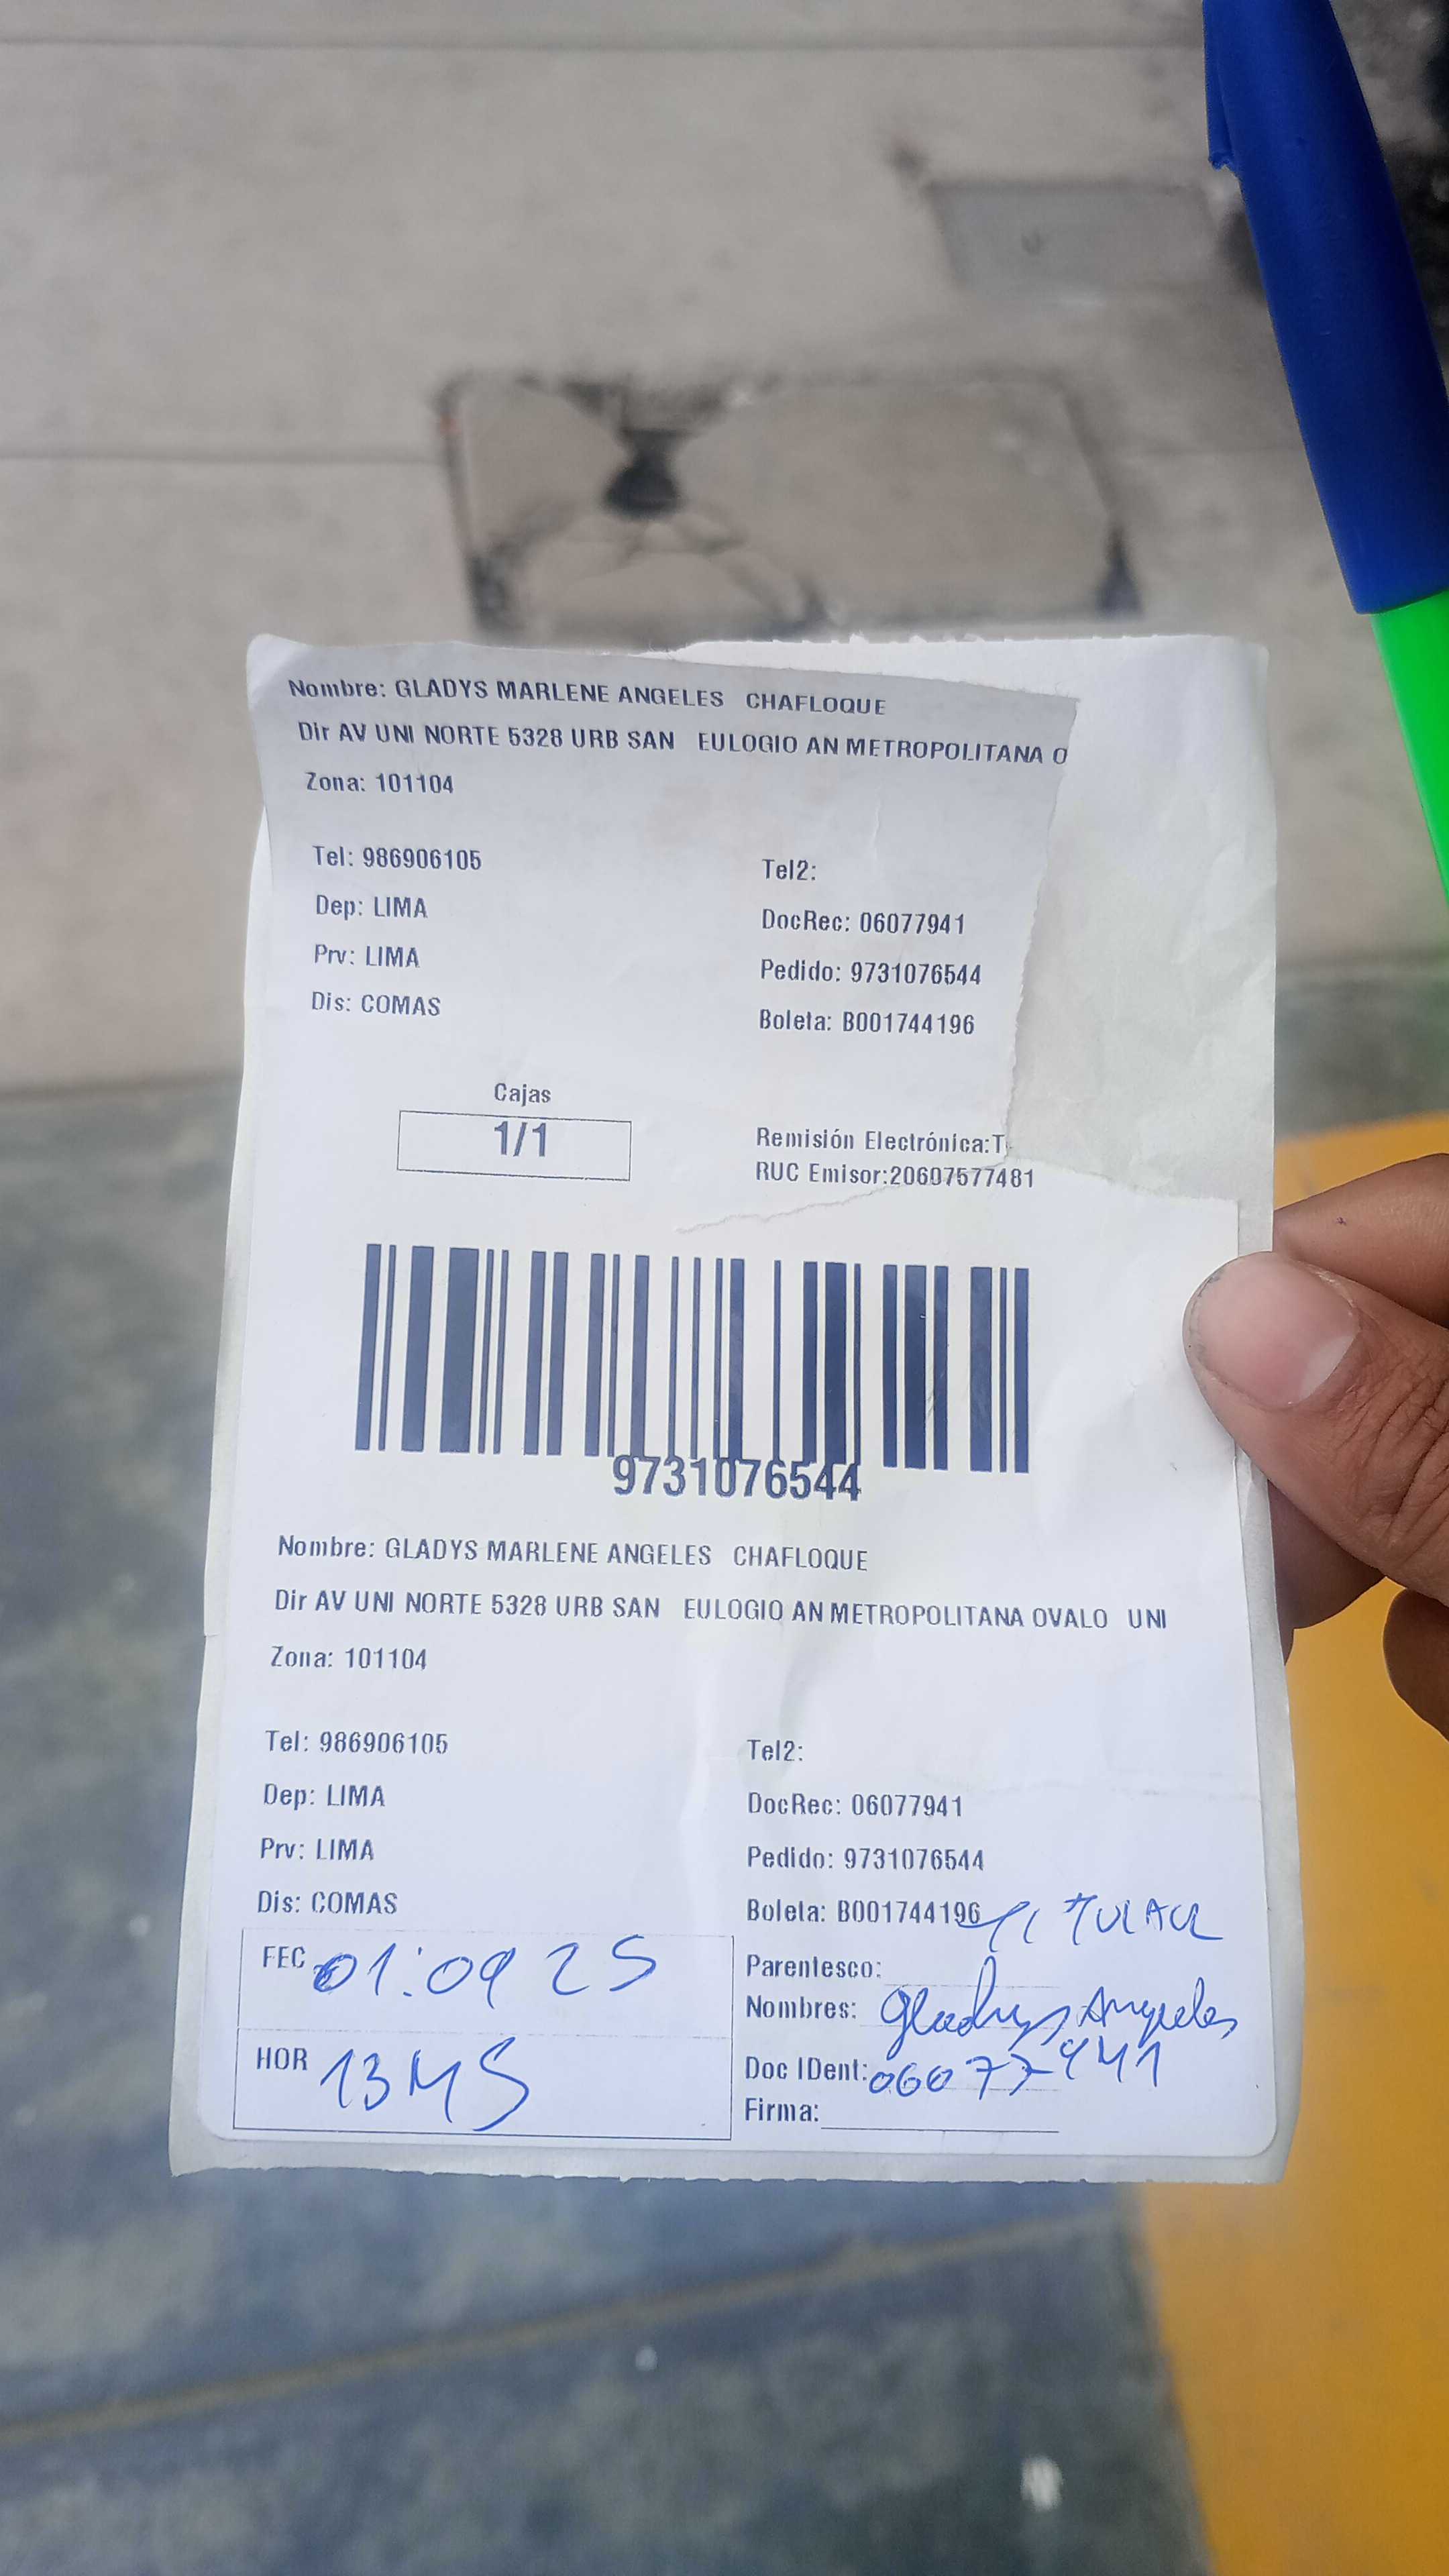 Nombre: GLADYS MARLENE ANGELES CHAFLOQUE
Dir AV UNI NORTE 5328 URB SAN EULOGIO AN METROPOLITANA O
Zona: 101104
Tel: 986906105 Tel2:
Dep: LIMA DocRec: 06077941
Prv: LIMA Pedido: 9731076544
Dis: COMAS Boleta: B001744196
Cajas
1/1
Remisión Electrónica:T
RUC Emisor:20607577481
9731076544
Nombre: GLADYS MARLENE ANGELES CHAFLOQUE
Dir AV UNI NORTE 5328 URB SAN EULOGIO AN METROPOLITANA OVALO UNI
Zona: 101104
Tel: 986906105 Tel2:
Dep: LIMA DocRec: 06077941
Prv: LIMA Pedido: 9731076544
Dis: COMAS Boleta: B001744196
TITULAR
FEC 01:09 25 Parentesco:
Nombres: Gladys Angeles
HOR 13 45 Doc IDent: 06077941
Firma: